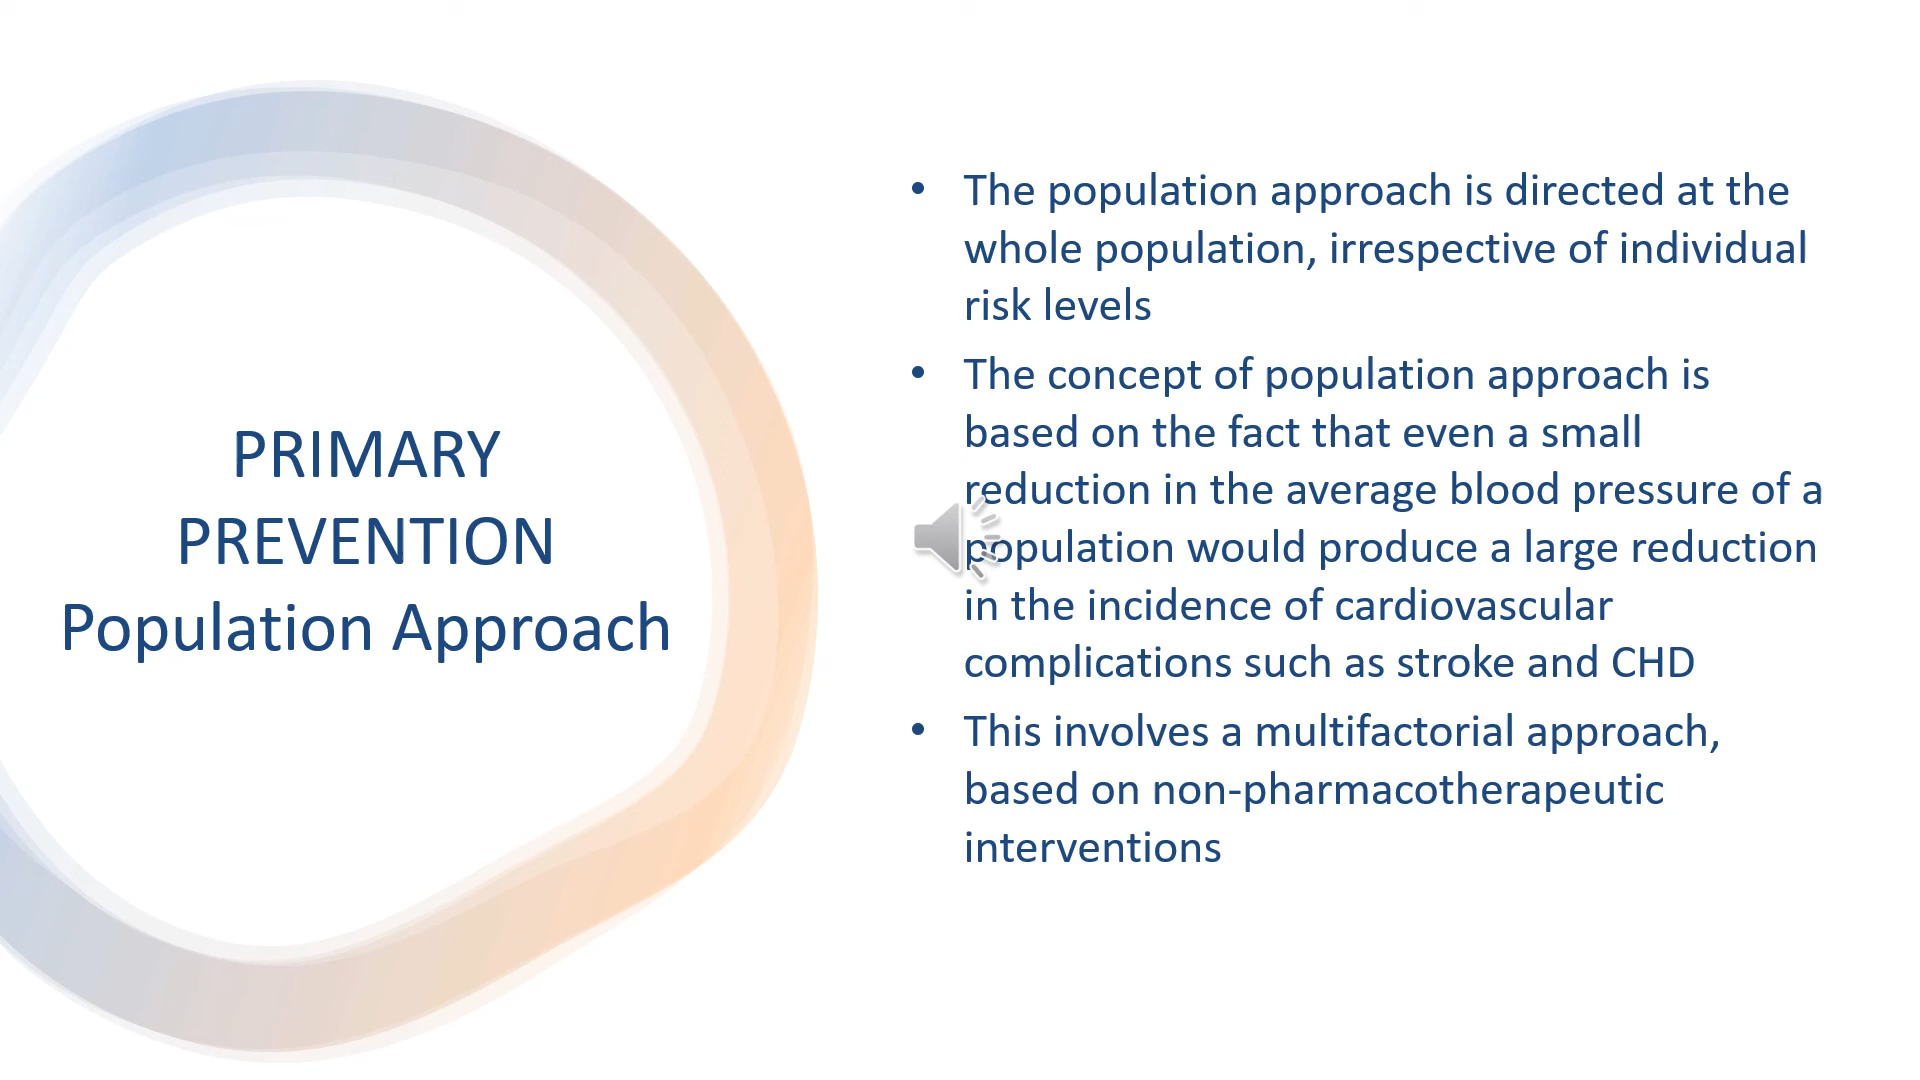 PRIMARY
PREVENTION
Population Approach
• The population approach is directed at the
whole population, irrespective of individual
risk levels
• The concept of population approach is
based on the fact that even a small
reduction in the average blood pressure of a
population would produce a large reduction
in the incidence of cardiovascular
complications such as stroke and CHD
• This involves a multifactorial approach,
based on non-pharmacotherapeutic
interventions